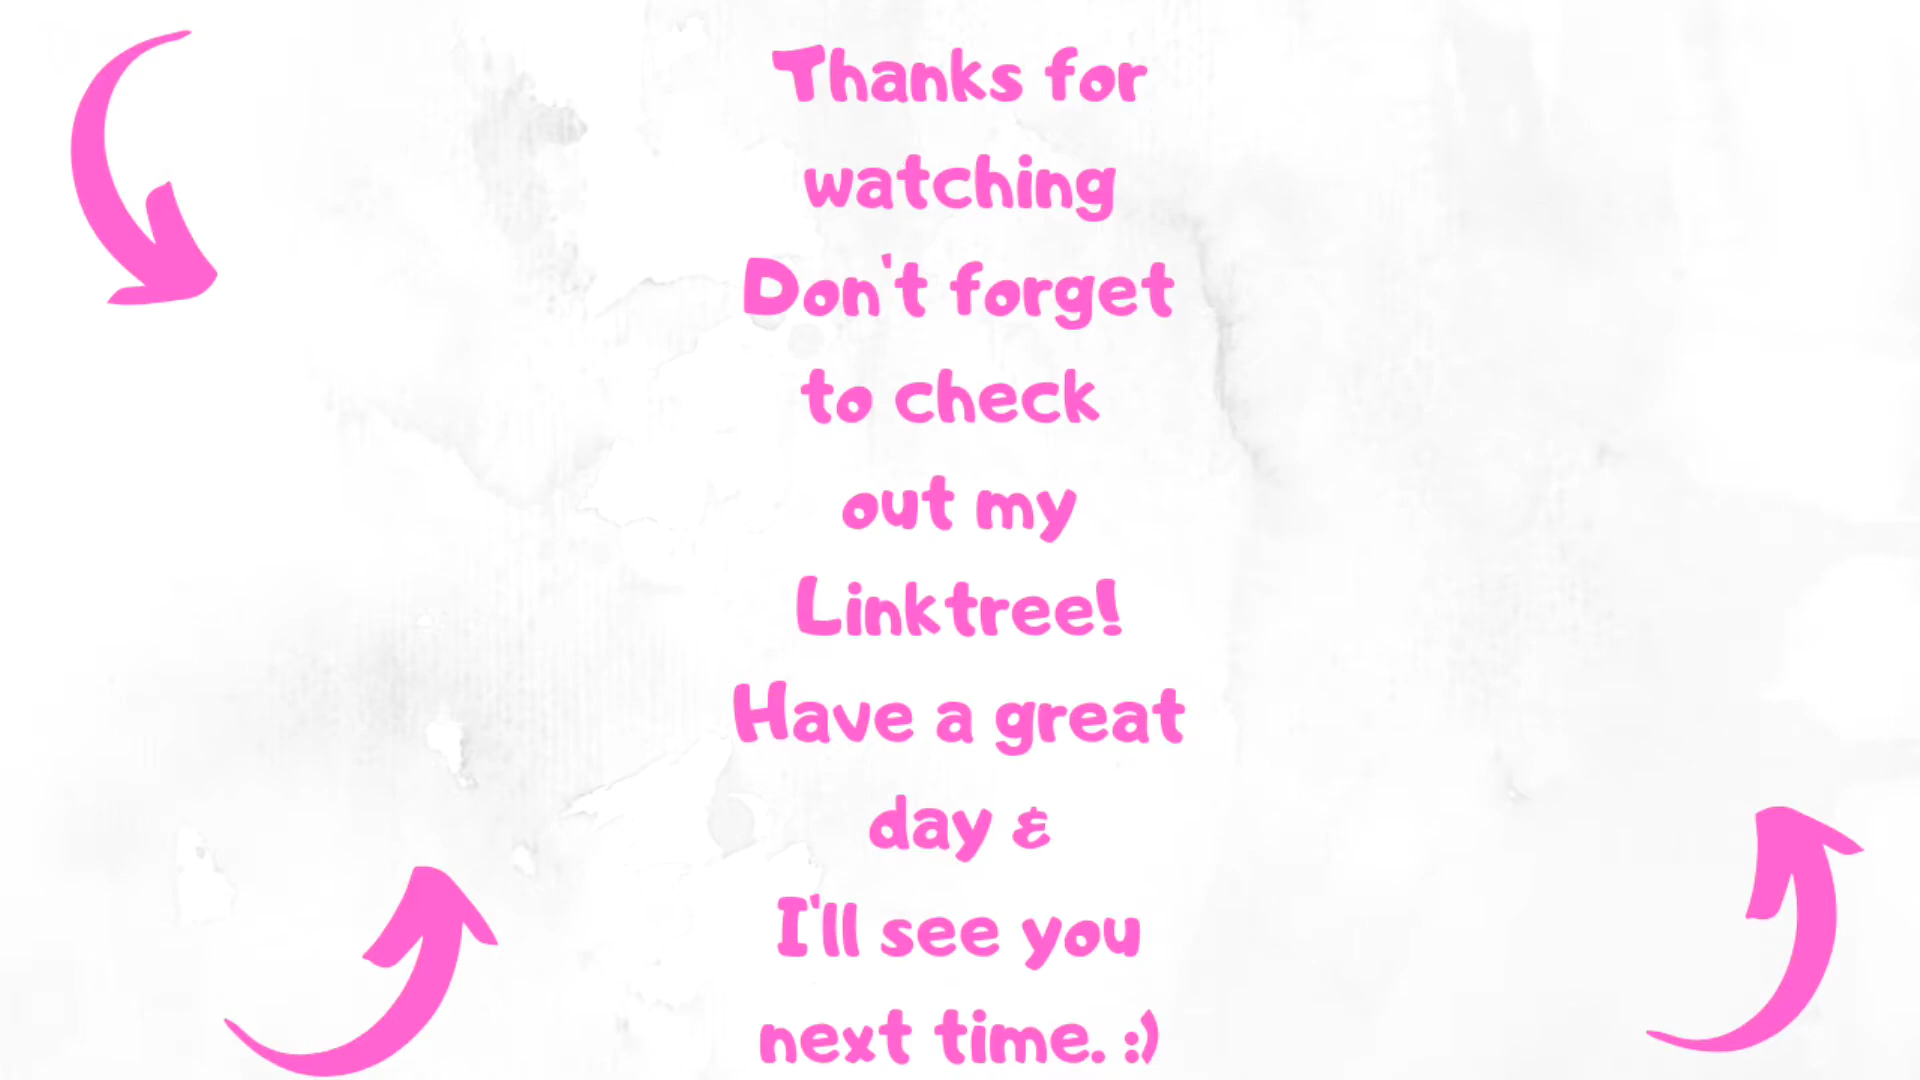 Thanks for
watching
Don't forget
to check
out my
Linktree!
Have a great
day &
I'll see you
next time. :)